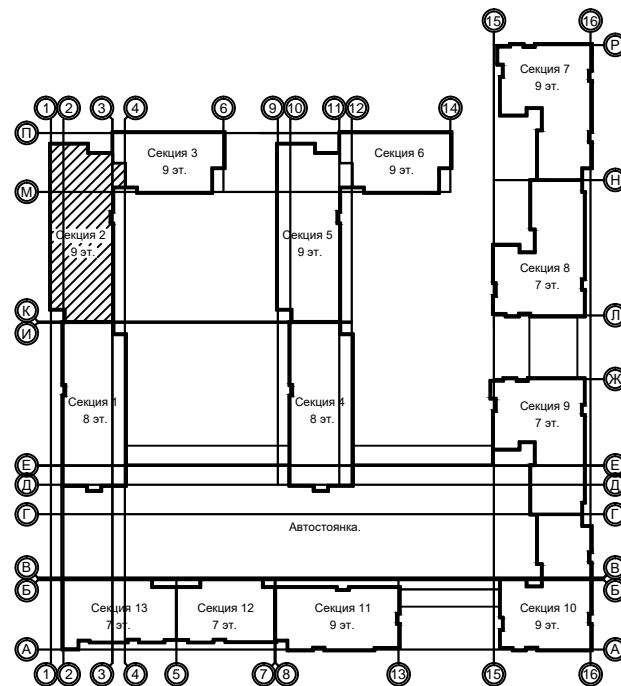 15 16
Р
Секция 7
9 эт.
1 2 3 4 6 9 10 11 12 14
П
Секция 3
9 эт.
Секция 6
9 эт.
М
Н
Секция 2
9 эт.
Секция 5
9 эт.
Секция 8
7 эт.
К
И
Л
Ж
Секция 1
8 эт.
Секция 4
8 эт.
Секция 9
7 эт.
Е Е
Д Д
Г Г
Автостоянка.
В В
Б Б
Секция 13
7 эт.
Секция 12
7 эт.
Секция 11
9 эт.
Секция 10
9 эт.
А А
1 2 3 4 5 7 8 13 15 16